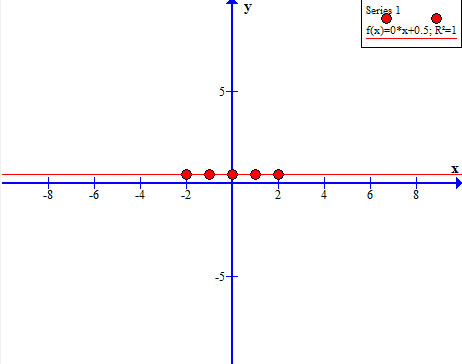 Series 1
f(x)=0*x+0.5; R²=1
y
5
x
-8 -6 -4 -2 2 4 6 8
-5